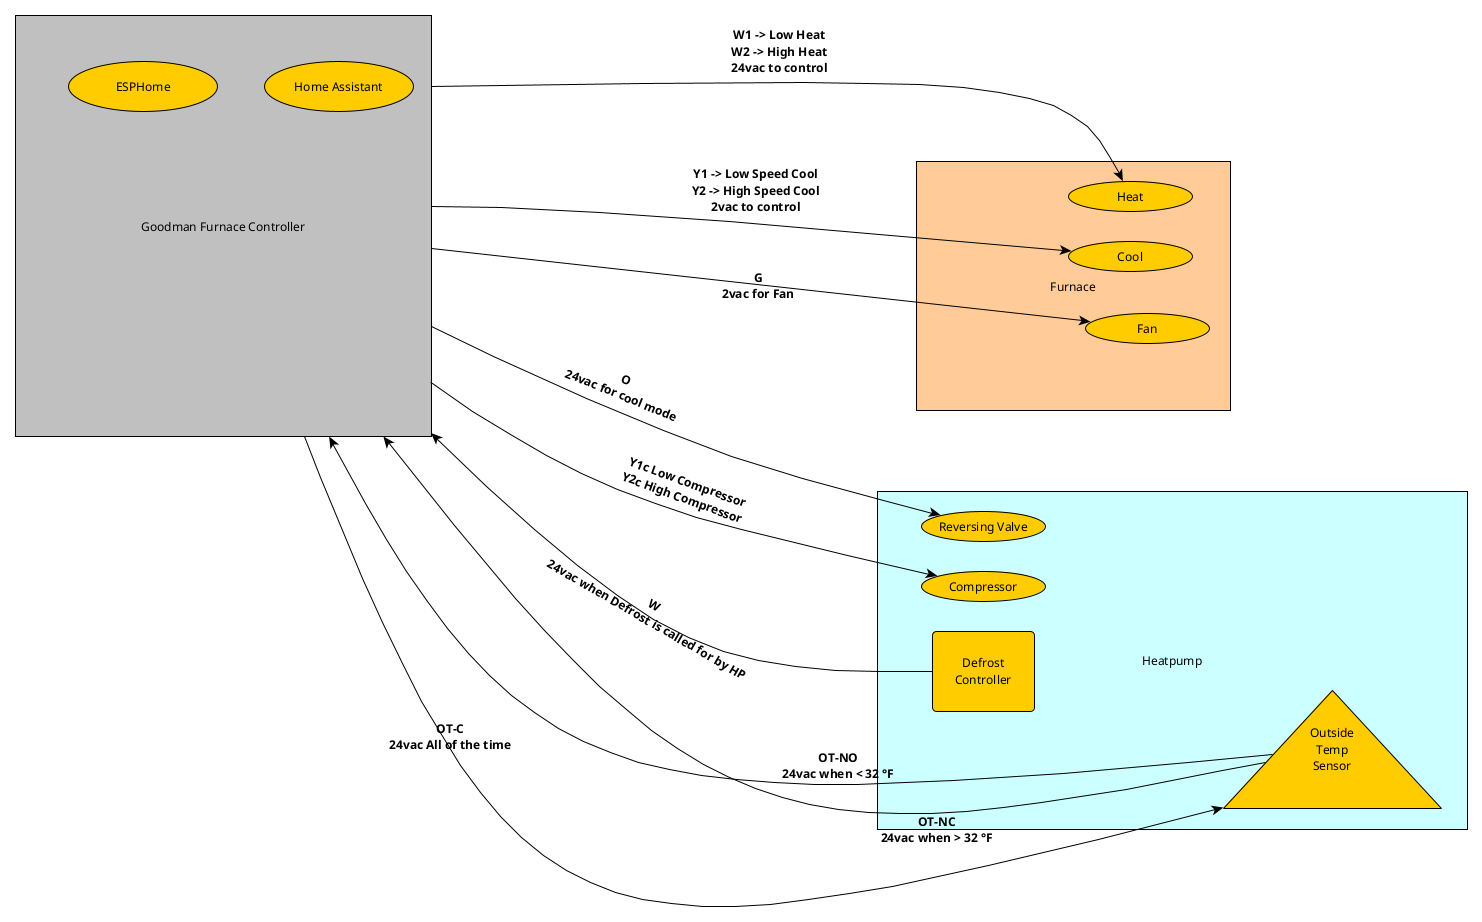 W1 -> Low Heat
W2 -> High Heat
24vac to control
ESPHome
Home Assistant
Y1 -> Low Speed Cool
Y2 -> High Speed Cool
2vac to control
Heat
Goodman Furnace Controller
Cool
G
2vac for Fan
Furnace
Fan
O
24vac for cool mode
Y1c Low Compressor
Y2c High Compressor
Reversing Valve
Compressor
W
24vac when Defrost is called for by HP
Defrost
Controller
Heatpump
OT-C
24vac All of the time
Outside
Temp
Sensor
OT-NO
24vac when < 32 °F
OT-NC
24vac when > 32 °F